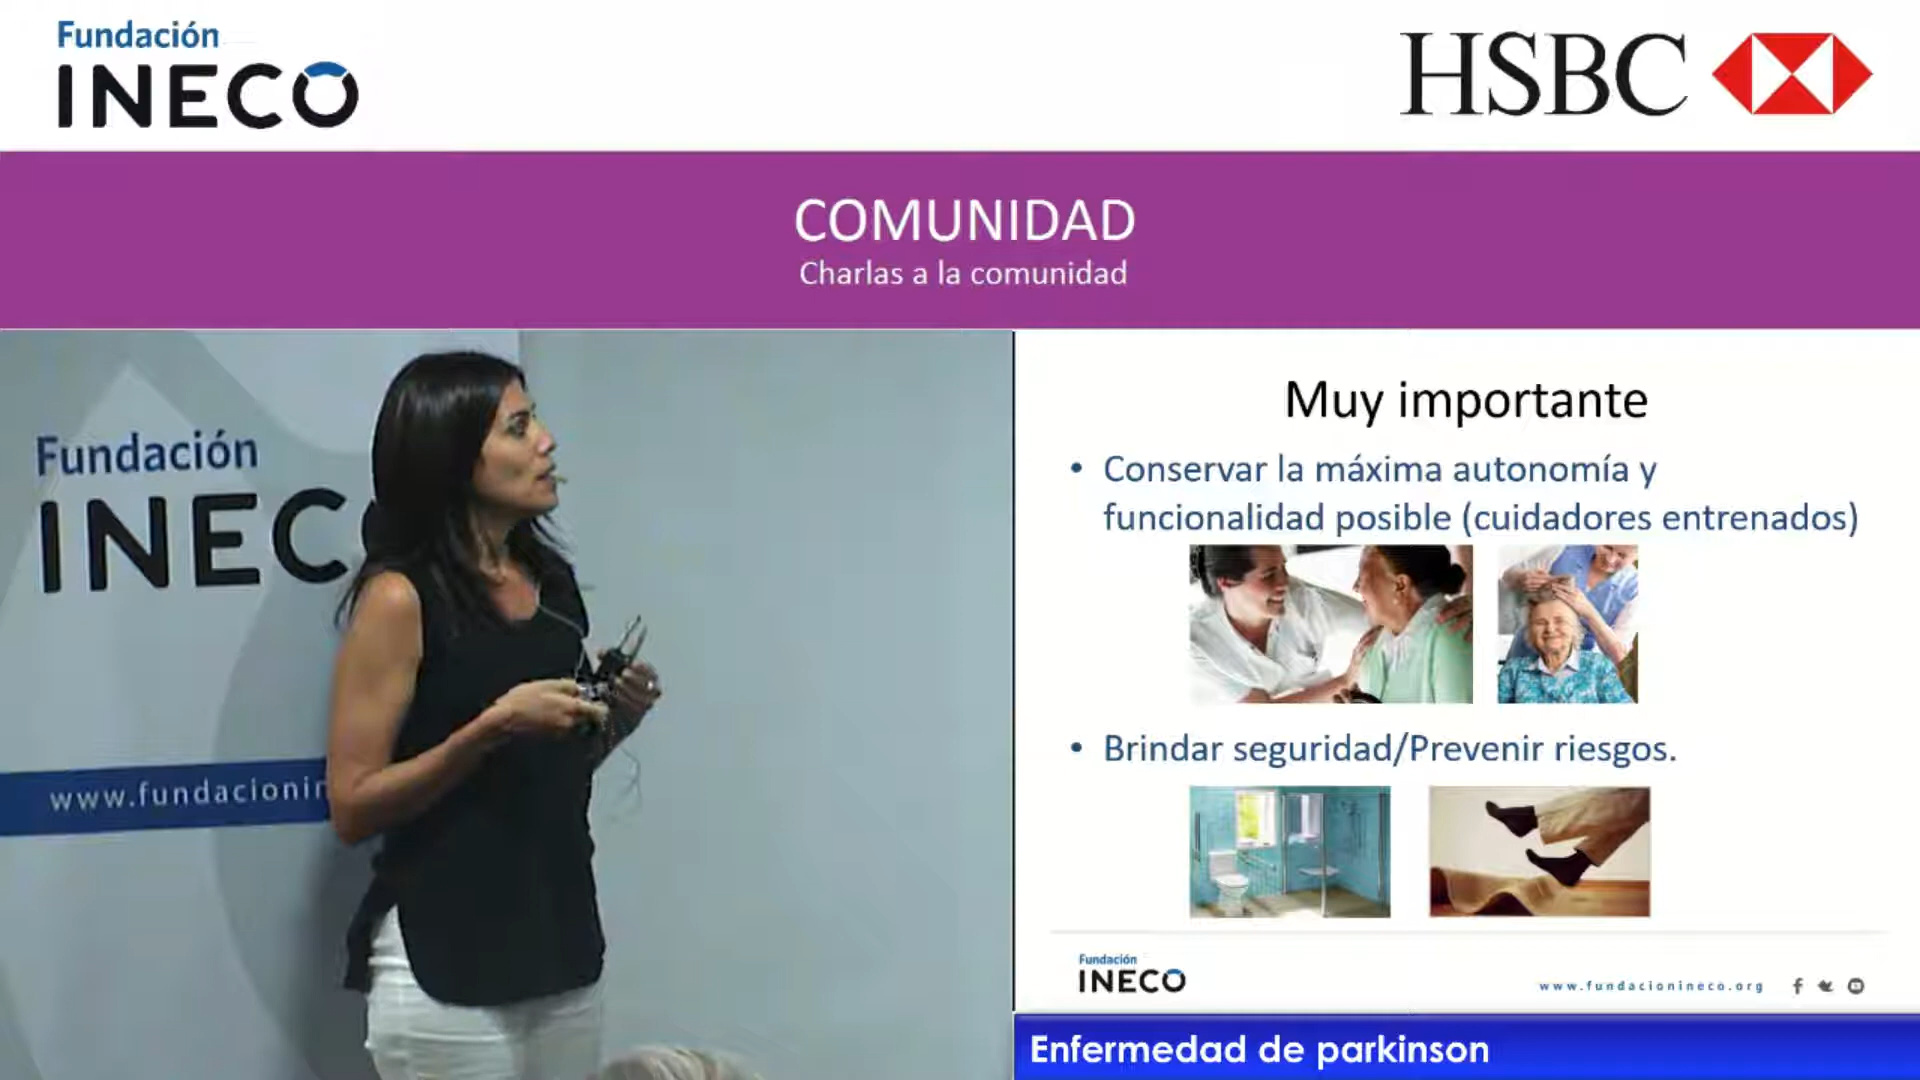 Fundación
INECO
HSBC
COMUNIDAD
Charlas a la comunidad
Fundación
INEC
www.fundacionin
Muy importante
• Conservar la máxima autonomía y
funcionalidad posible (cuidadores entrenados)
• Brindar seguridad/Prevenir riesgos.
Fundación
INECO
www.fundacionineco.org
Enfermedad de parkinson